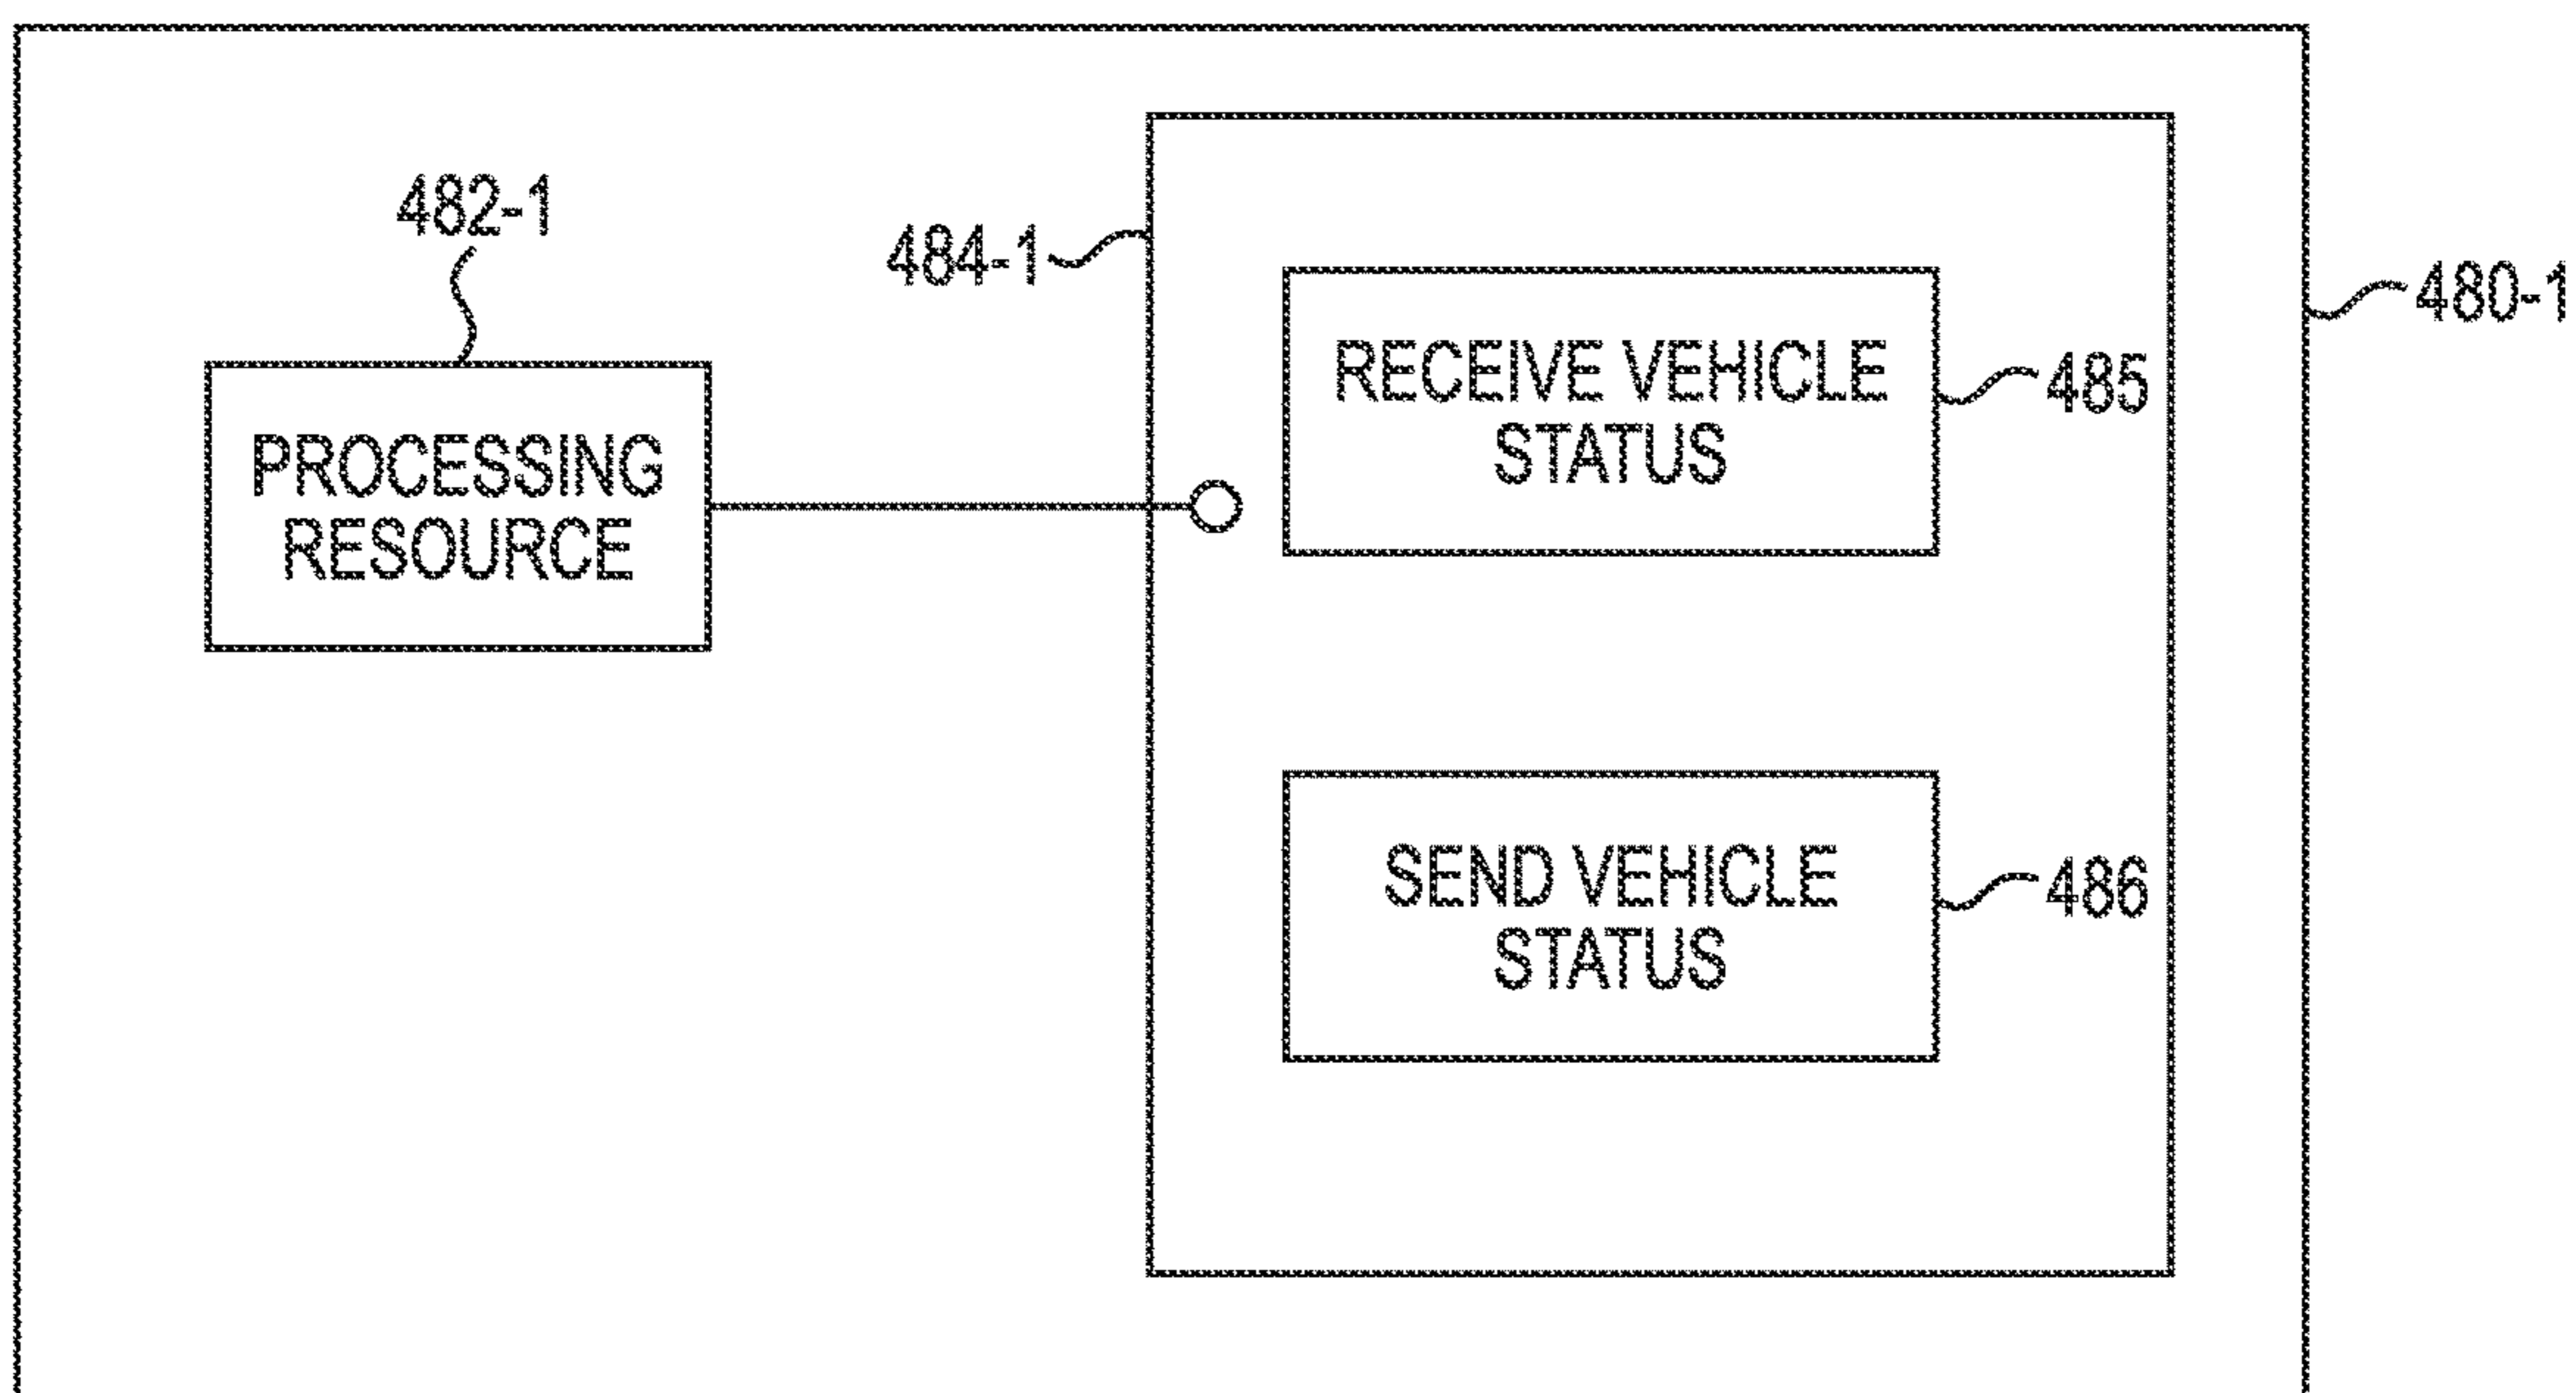 482-1
484-1
480-1
RECEIVE VEHICLE
STATUS
485
PROCESSING
RESOURCE
SEND VEHICLE
STATUS
486